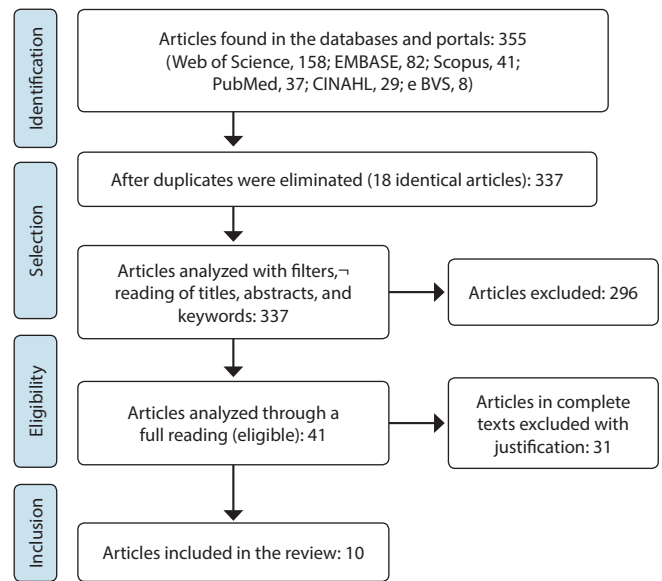 Identification
Articles found in the databases and portals: 355
(Web of Science, 158; EMBASE, 82; Scopus, 41;
PubMed, 37; CINAHL, 29; e BVS, 8)
Selection
After duplicates were eliminated (18 identical articles): 337
Articles analyzed with filters,¬
reading of titles, abstracts, and
keywords: 337
Articles excluded: 296
Eligibility
Articles analyzed through a
full reading (eligible): 41
Articles in complete
texts excluded with
justification: 31
Inclusion
Articles included in the review: 10